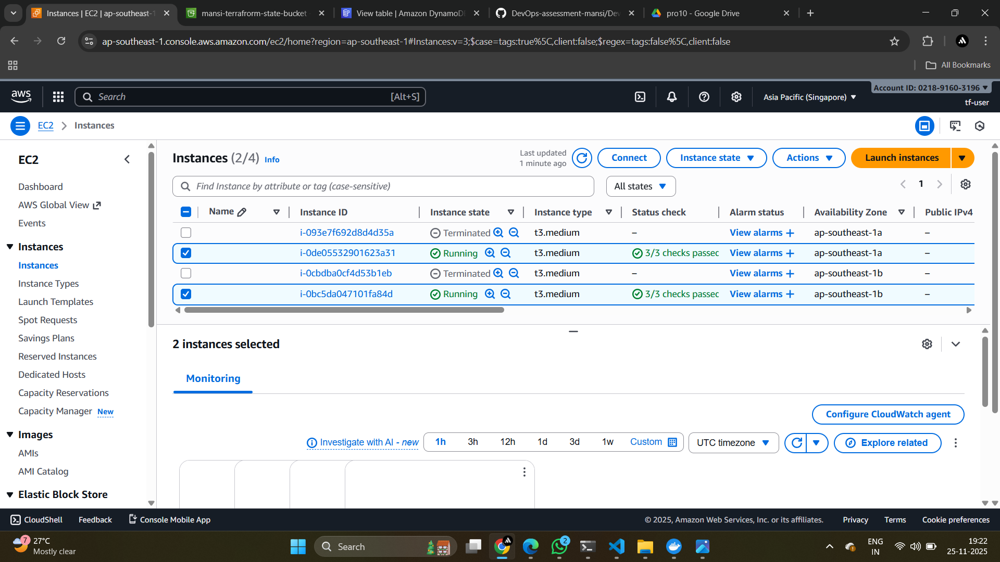 Instances | EC2 | ap-southeast-1
mansi-terrafrorm-state-bucket
View table | Amazon DynamoDB
DevOps-assessment-mansi/Dev
pro10 - Google Drive
ap-southeast-1.console.aws.amazon.com/ec2/home?region=ap-southeast-1#Instances:v=3;$case=tags:true%5C,client:false;$regex=tags:false%5C,client:false
All Bookmarks
aws
Search
[Alt+S]
Asia Pacific (Singapore)
Account ID: 0218-9160-3196
tf-user
EC2
Instances
EC2
Dashboard
AWS Global View
Events
Instances
Instances
Instance Types
Launch Templates
Spot Requests
Savings Plans
Reserved Instances
Dedicated Hosts
Capacity Reservations
Capacity Manager New
Images
AMIs
AMI Catalog
Elastic Block Store
Instances (2/4) Info
Last updated
1 minute ago
Connect
Instance state
Actions
Launch instances
Find Instance by attribute or tag (case-sensitive)
All states
1
Name Instance ID Instance state Instance type Status check Alarm status Availability Zone Public IPv4
i-093e7f692d8d4d35a Terminated t3.medium – View alarms + ap-southeast-1a –
i-0de05532901623a31 Running t3.medium 3/3 checks passed View alarms + ap-southeast-1a –
i-0cbdba0cf4d53b1eb Terminated t3.medium – View alarms + ap-southeast-1b –
i-0bc5da047101fa84d Running t3.medium 3/3 checks passed View alarms + ap-southeast-1b –
2 instances selected
Monitoring
Configure CloudWatch agent
Investigate with AI - new
1h 3h 12h 1d 3d 1w Custom
UTC timezone
Explore related
CloudShell
Feedback
Console Mobile App
© 2025, Amazon Web Services, Inc. or its affiliates.
Privacy
Terms
Cookie preferences
7
27°C
Mostly clear
Search
2
ENG
IN
19:22
25-11-2025